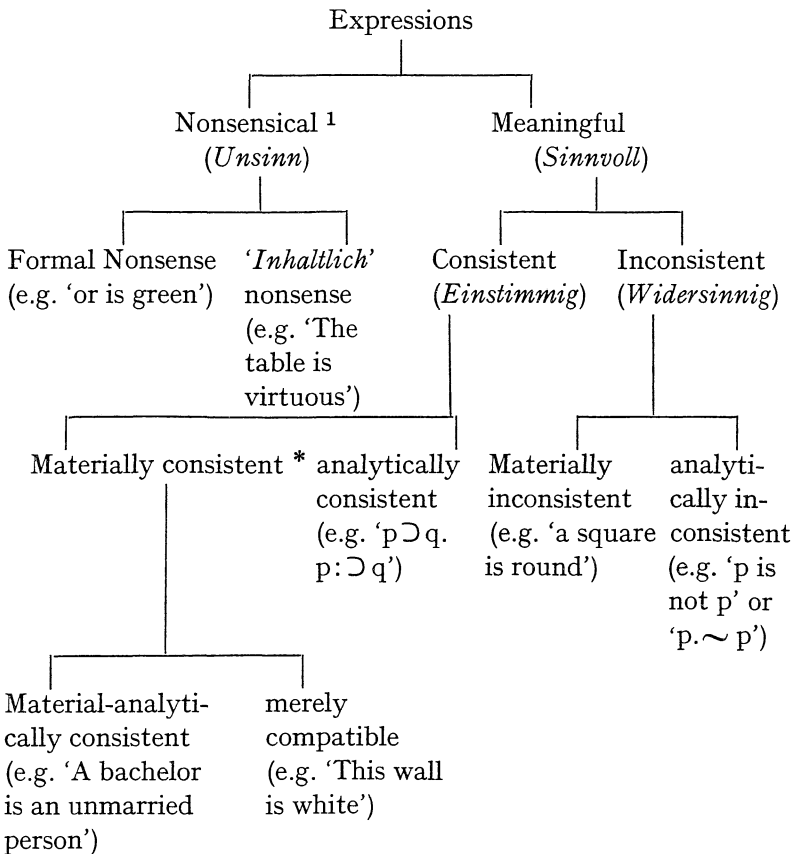 Expressions
Nonsensical 1
(Unsinn)
Meaningful
(Sinnvoll)
Formal Nonsense
(e.g. ‘or is green’)
‘Inhaltlich’
nonsense
(e.g. ‘The
table is
virtuous’)
Consistent
(Einstimmig)
Inconsistent
(Widersinnig)
Materially consistent *
analytically
consistent
(e.g. ‘p⊃q.
p:⊃q’)
Materially
inconsistent
(e.g. ‘a square
is round’)
analyti-
cally in-
consistent
(e.g. ‘p is
not p’ or
‘p.∼ p’)
Material-analyti-
cally consistent
(e.g. ‘A bachelor
is an unmarried
person’)
merely
compatible
(e.g. ‘This wall
is white’)